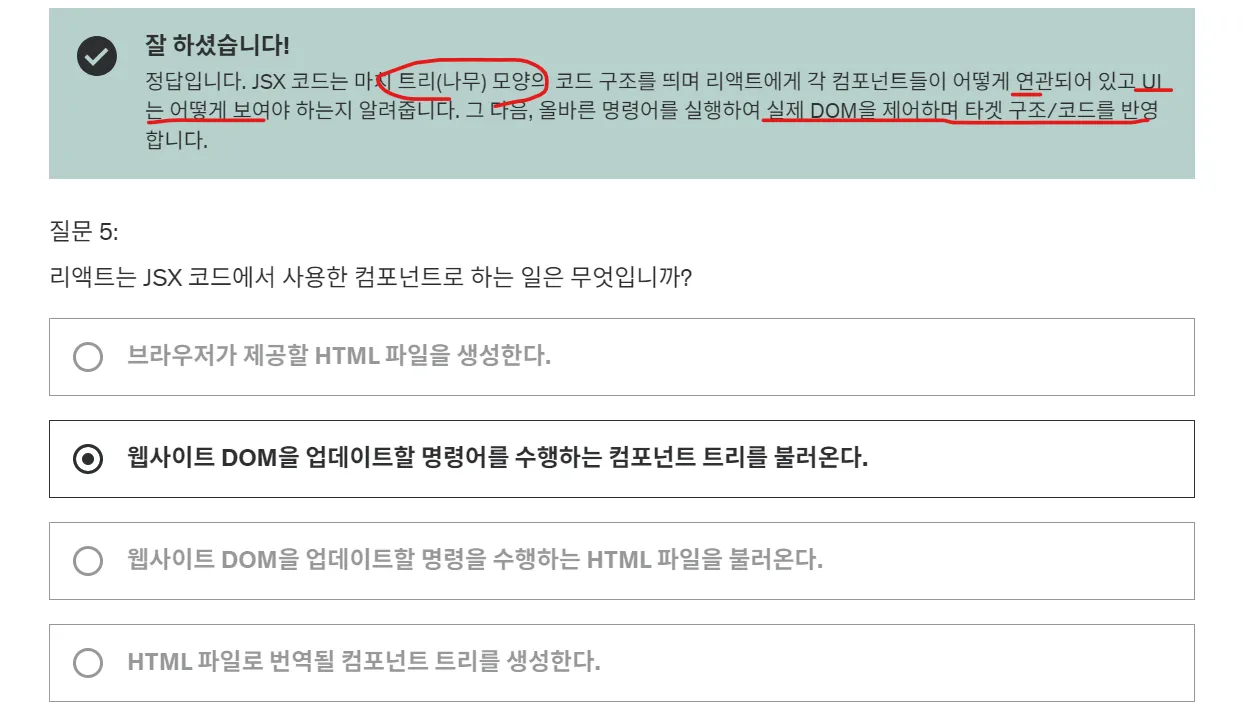 잘 하셨습니다!
정답입니다. JSX 코드는 마치 트리(나무) 모양의 코드 구조를 띄며 리액트에게 각 컴포넌트들이 어떻게 연관되어 있고 UI
는 어떻게 보여야 하는지 알려줍니다. 그 다음, 올바른 명령어를 실행하여 실제 DOM을 제어하며 타겟 구조/코드를 반영
합니다.
질문 5:
리액트는 JSX 코드에서 사용한 컴포넌트로 하는 일은 무엇입니까?
브라우저가 제공할 HTML 파일을 생성한다.
웹사이트 DOM을 업데이트할 명령어를 수행하는 컴포넌트 트리를 불러온다.
웹사이트 DOM을 업데이트할 명령을 수행하는 HTML 파일을 불러온다.
HTML 파일로 번역될 컴포넌트 트리를 생성한다.